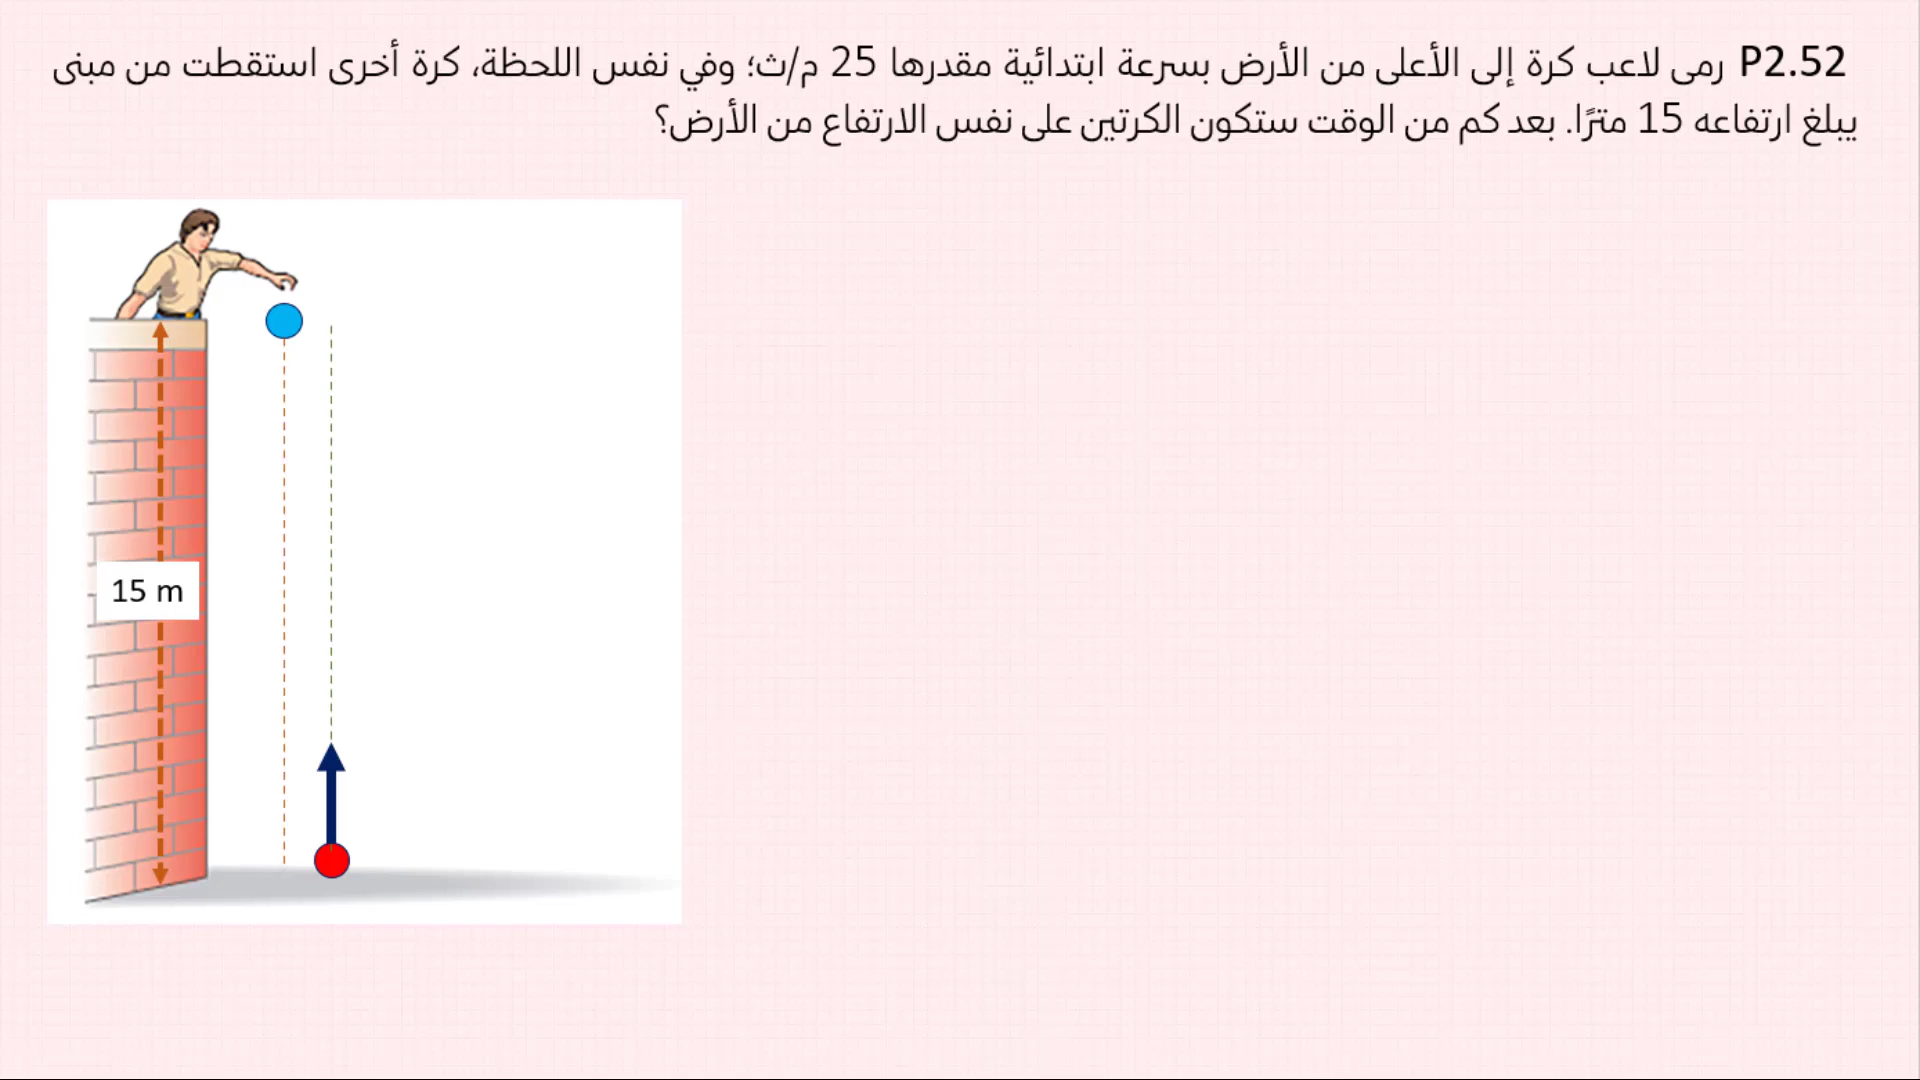 P2.52 رمى لاعب كرة إلى الأعلى من الأرض بسرعة ابتدائية مقدرها 25 م/ث؛ وفي نفس اللحظة، كرة أخرى استقطت من مبنى
يبلغ ارتفاعه 15 مترًا. بعد كم من الوقت ستكون الكرتين على نفس الارتفاع من الأرض؟
15 m